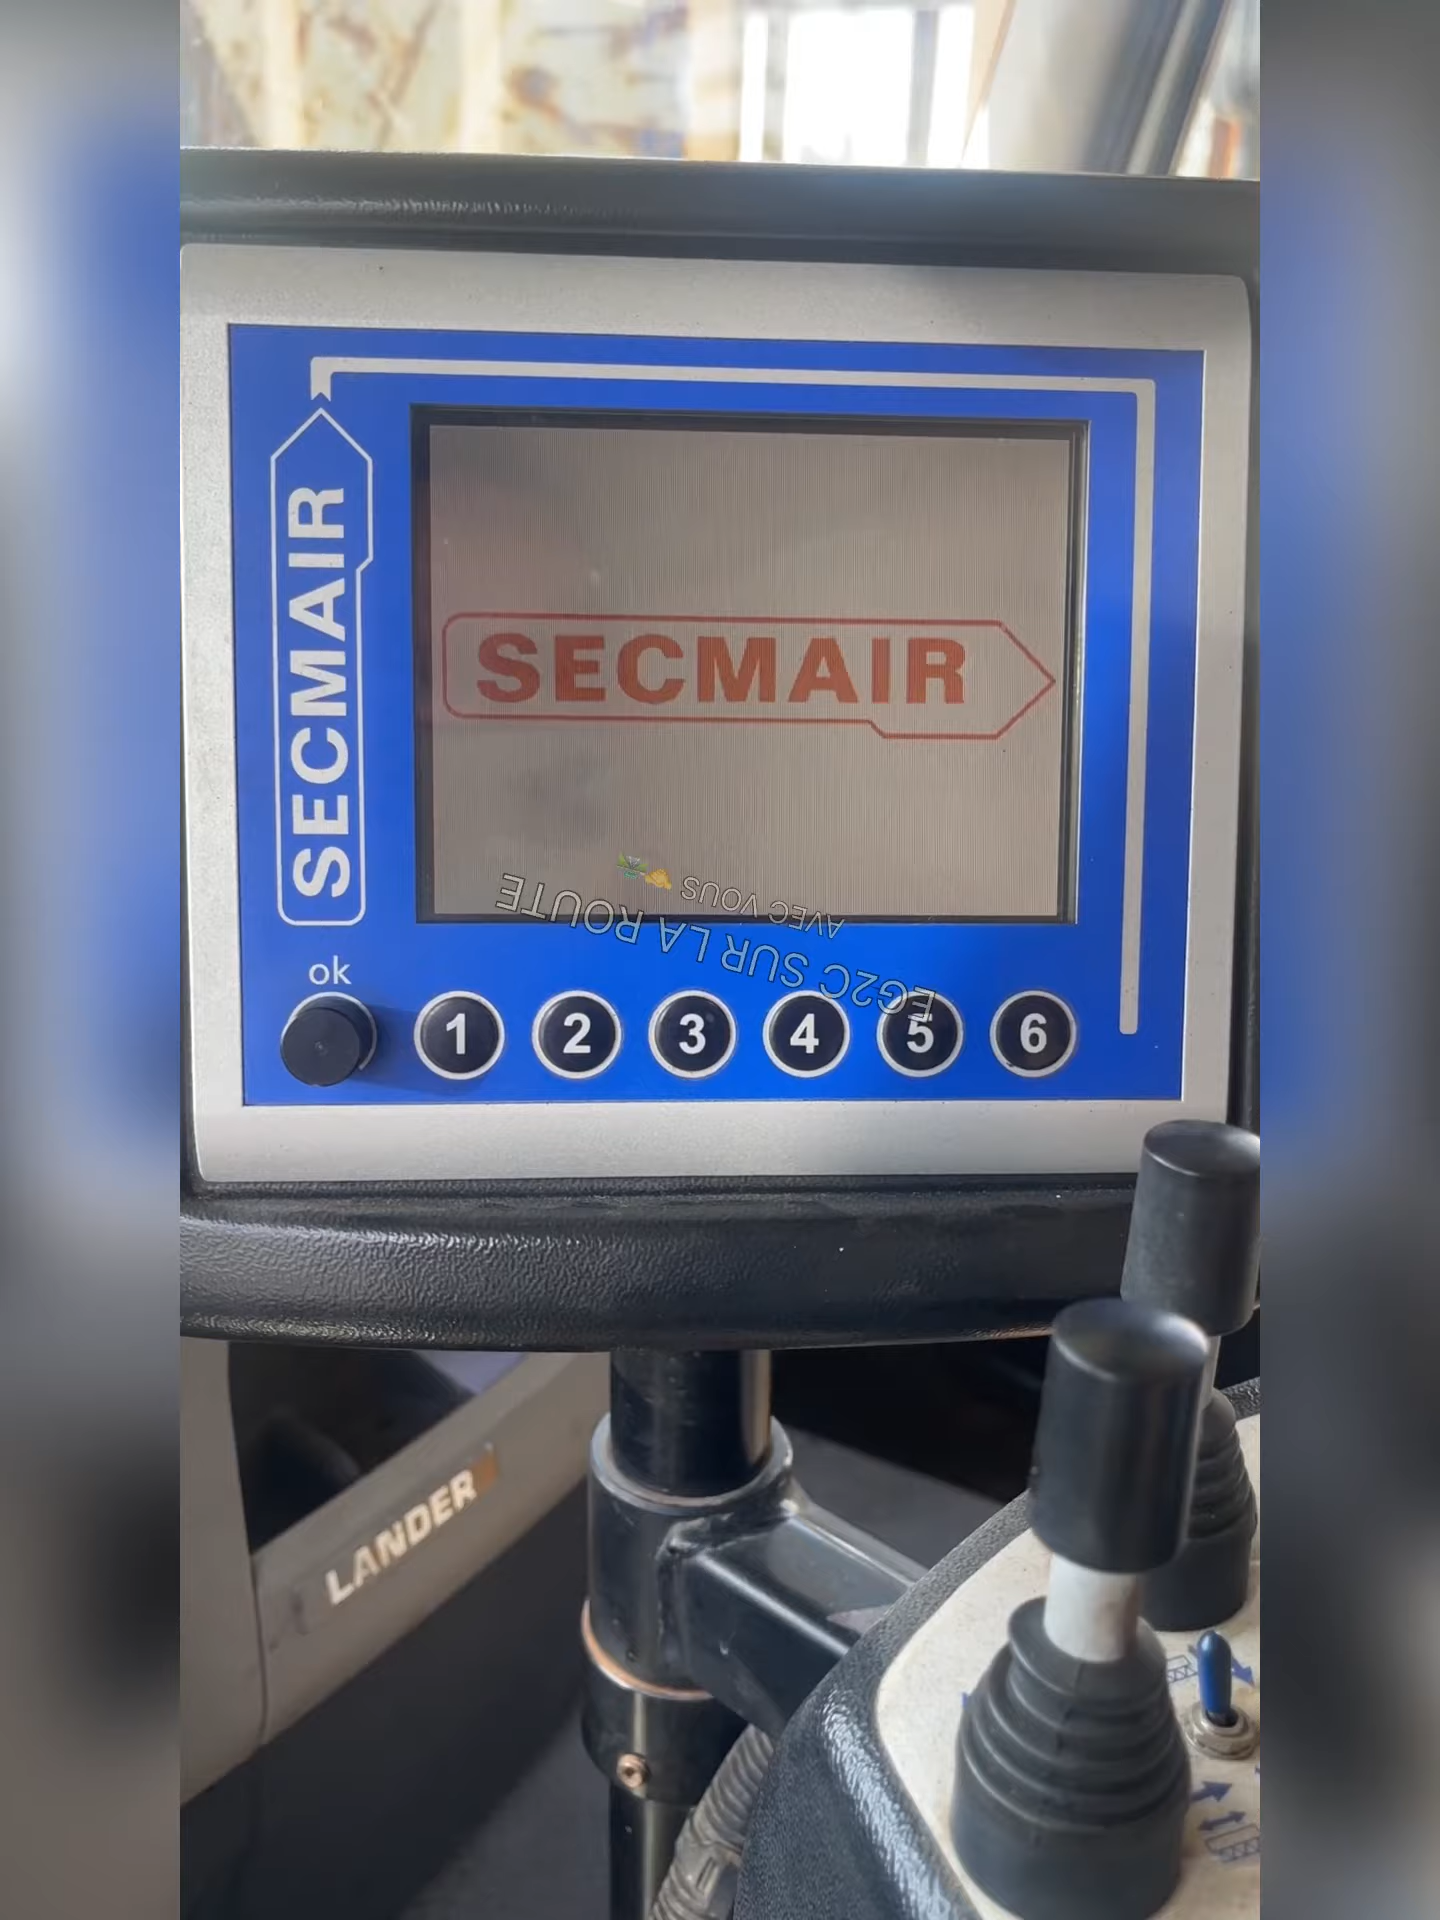 SECMAIR
SECMAIR
EG2C SUR LA ROUTE
AVEC VOUS
ok
1 2 3 4 5 6
LANDER